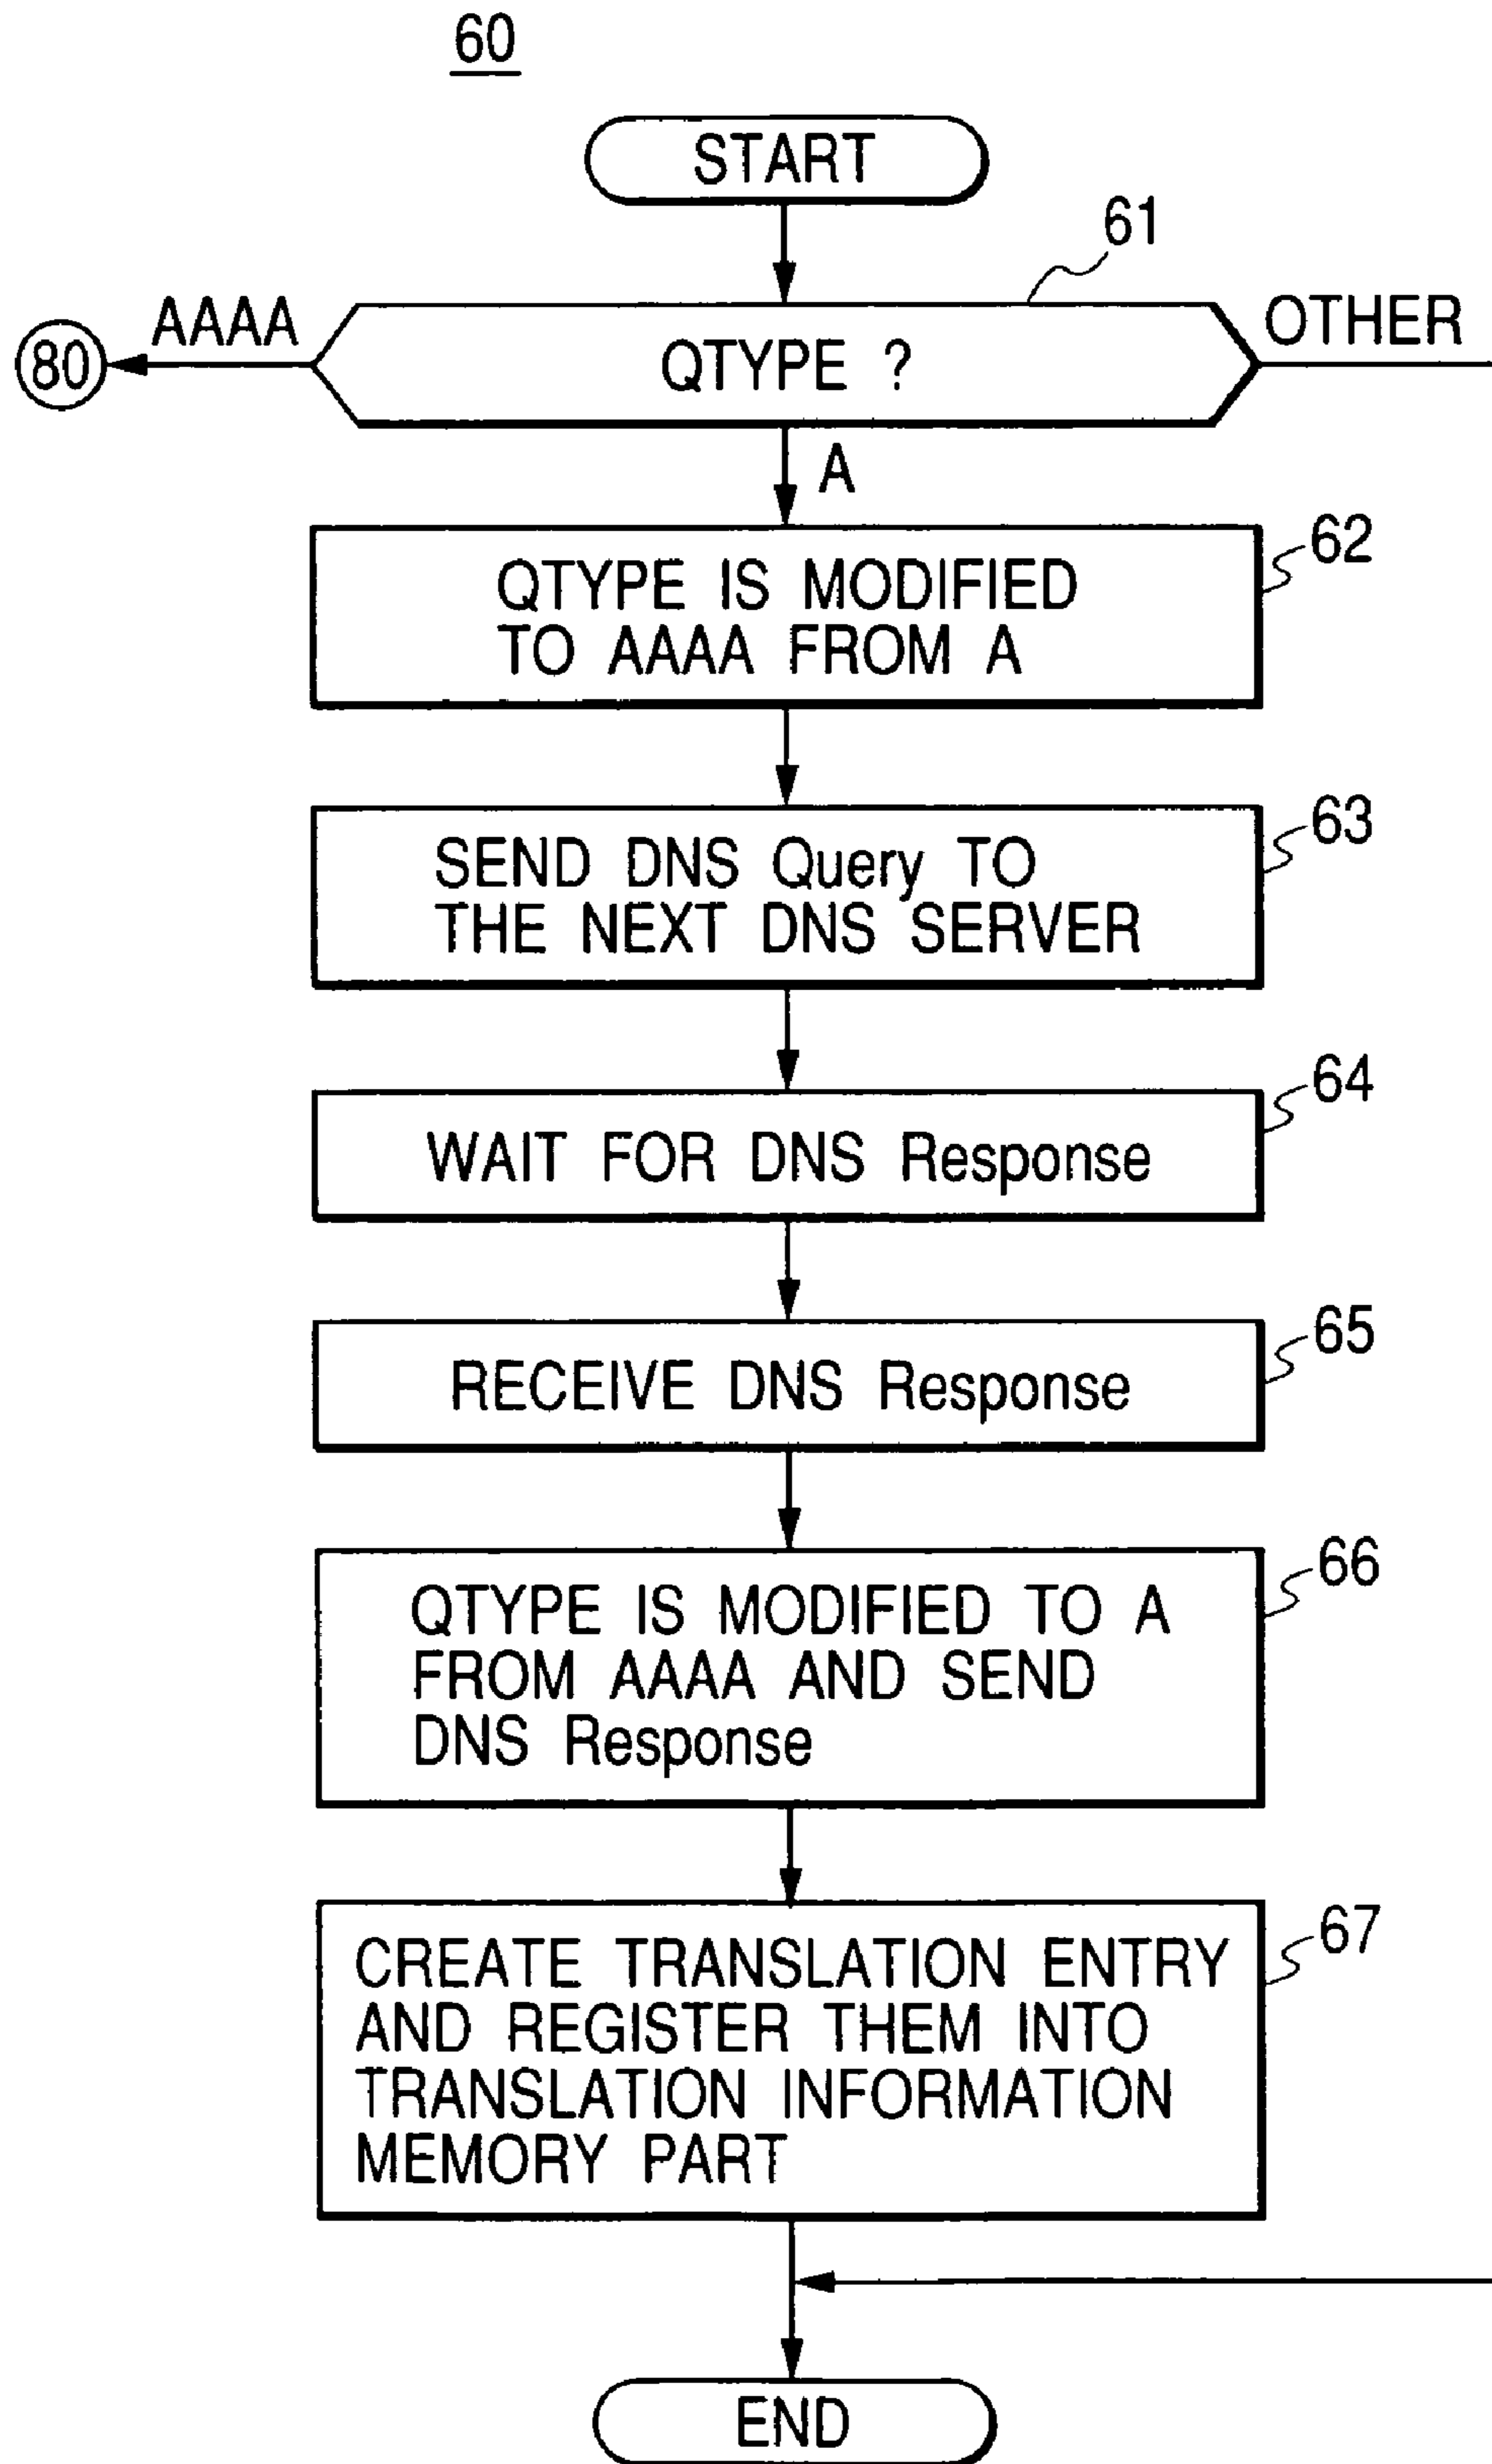 60
START
61
AAAA
OTHER
80
QTYPE ?
A
62
QTYPE IS MODIFIED
TO AAAA FROM A
63
SEND DNS Query TO
THE NEXT DNS SERVER
64
WAIT FOR DNS Response
65
RECEIVE DNS Response
66
QTYPE IS MODIFIED TO A
FROM AAAA AND SEND
DNS Response
67
CREATE TRANSLATION ENTRY
AND REGISTER THEM INTO
TRANSLATION INFORMATION
MEMORY PART
END